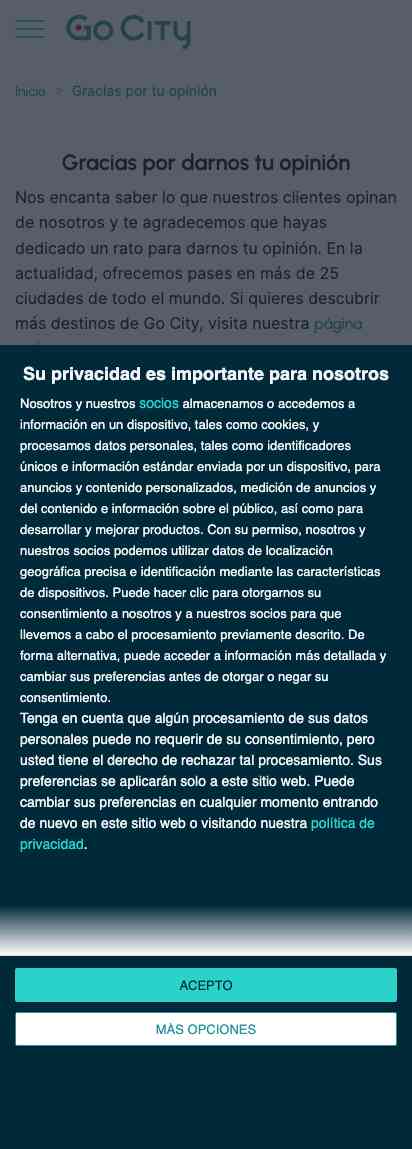 Go City
Inicio > Gracias por tu opinión
Gracias por darnos tu opinión
Nos encanta saber lo que nuestros clientes opinan
de nosotros y te agradecemos que hayas
dedicado un rato para darnos tu opinión. En la
actualidad, ofrecemos pases en más de 25
ciudades de todo el mundo. Si quieres descubrir
más destinos de Go City, visita nuestra página
Su privacidad es importante para nosotros
Nosotros y nuestros socios almacenamos o accedemos a
información en un dispositivo, tales como cookies, y
procesamos datos personales, tales como identificadores
únicos e información estándar enviada por un dispositivo, para
anuncios y contenido personalizados, medición de anuncios y
del contenido e información sobre el público, así como para
desarrollar y mejorar productos. Con su permiso, nosotros y
nuestros socios podemos utilizar datos de localización
geográfica precisa e identificación mediante las características
de dispositivos. Puede hacer clic para otorgarnos su
consentimiento a nosotros y a nuestros socios para que
llevemos a cabo el procesamiento previamente descrito. De
forma alternativa, puede acceder a información más detallada y
cambiar sus preferencias antes de otorgar o negar su
consentimiento.
Tenga en cuenta que algún procesamiento de sus datos
personales puede no requerir de su consentimiento, pero
usted tiene el derecho de rechazar tal procesamiento. Sus
preferencias se aplicarán solo a este sitio web. Puede
cambiar sus preferencias en cualquier momento entrando
de nuevo en este sitio web o visitando nuestra política de
privacidad.
ACEPTO
MÁS OPCIONES